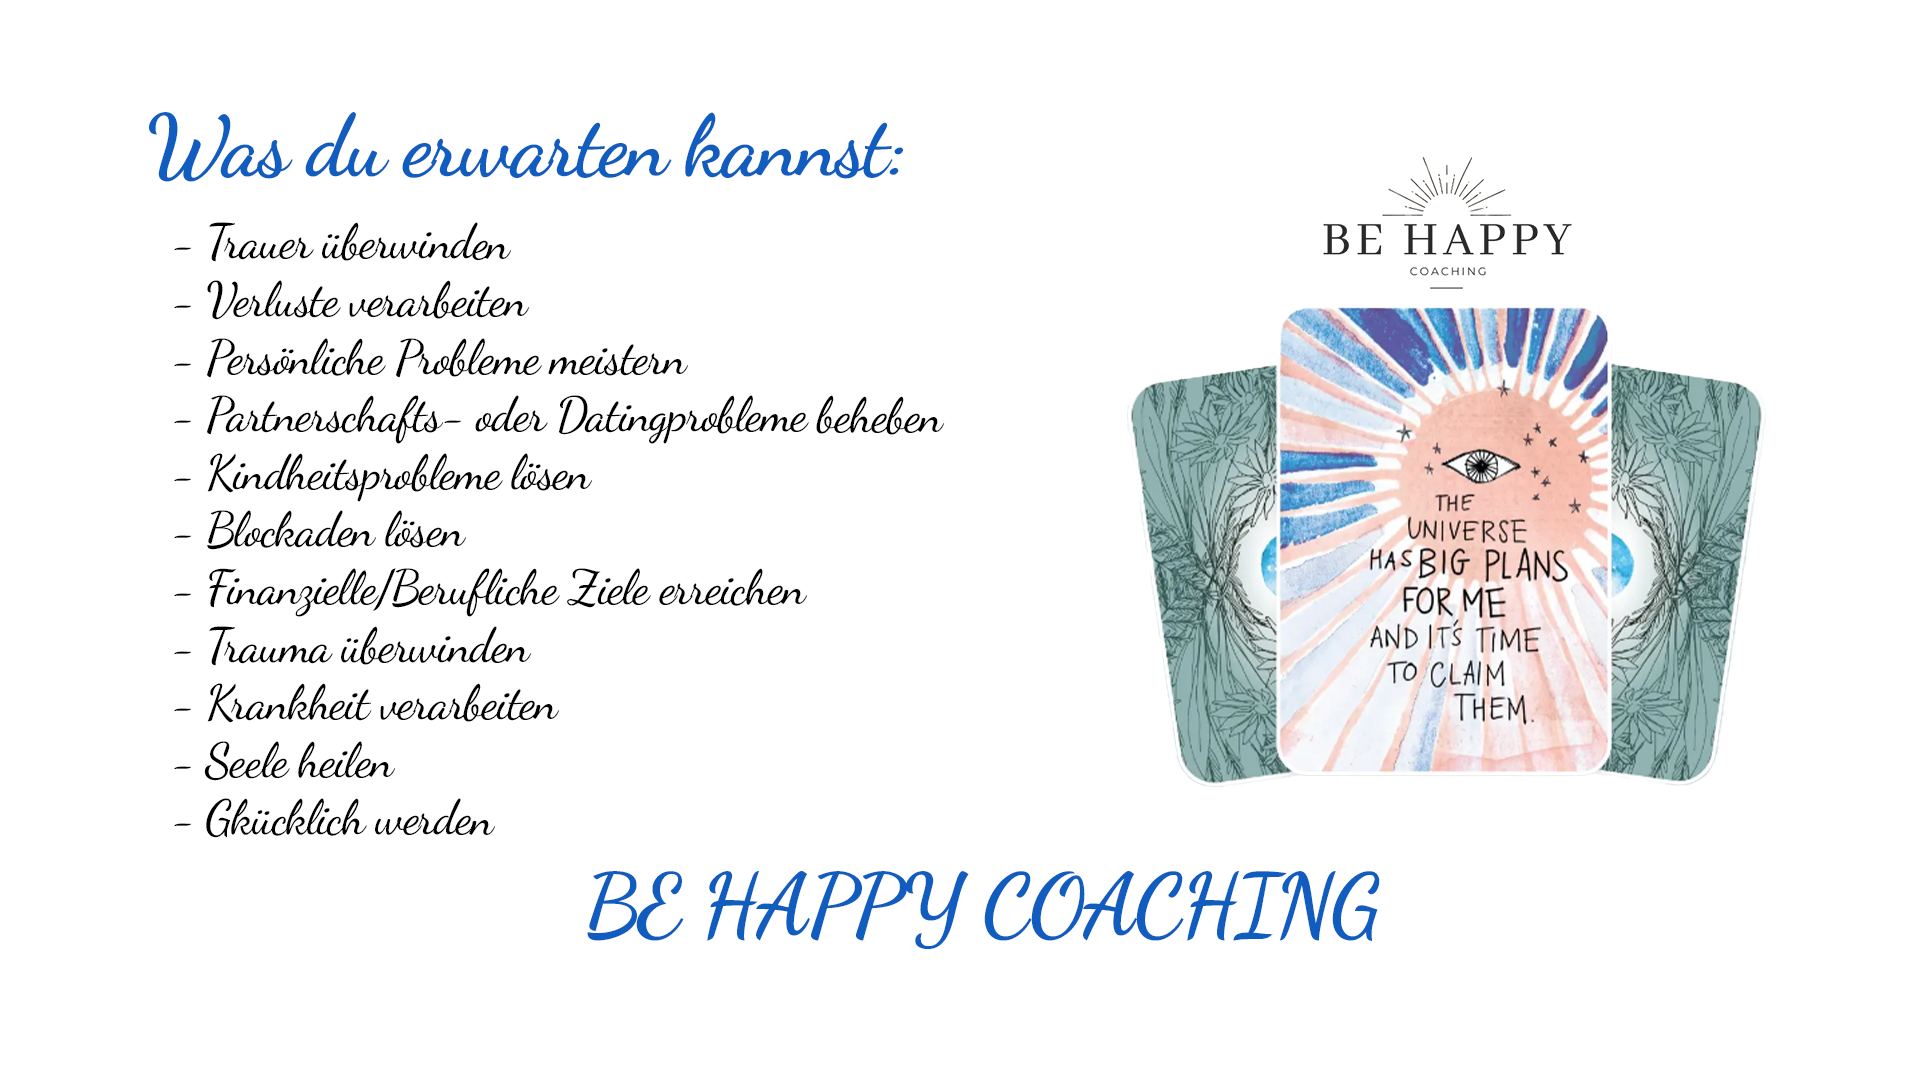 Was du erwarten kannst:
- Trauer überwinden
- Verluste verarbeiten
- Persönliche Probleme meistern
- Partnerschafts- oder Datingprobleme beheben
- Kindheitsprobleme lösen
- Blockaden lösen
- Finanzielle/Berufliche Ziele erreichen
- Trauma überwinden
- Krankheit verarbeiten
- Seele heilen
- Gkücklich werden
BE HAPPY
COACHING
THE
UNIVERSE
HAS BIG PLANS
FOR ME
AND IT'S TIME
TO CLAIM
THEM.
BE HAPPY COACHING